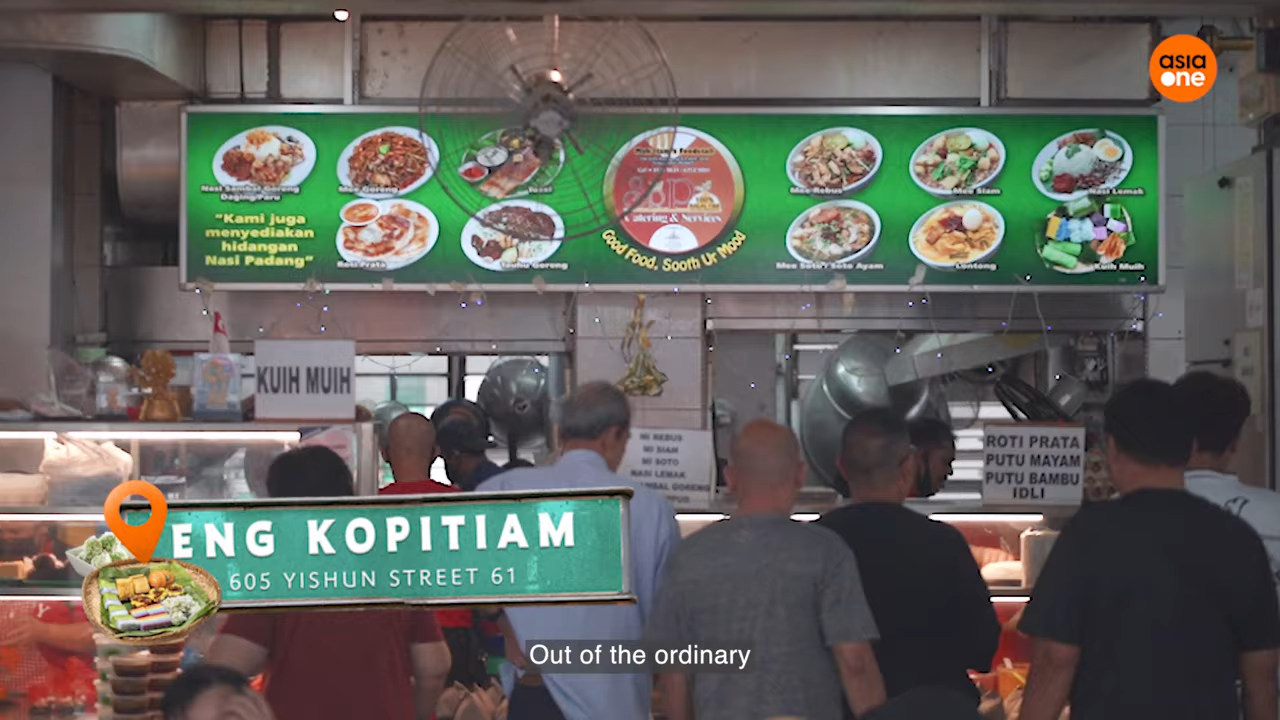 asia
one
Nasi Sambal Goreng
Daging/Paru
Mee Goreng
Mee Rebus
Mee Siam
Nasi Lemak
"Kami juga
menyediakan
hidangan
Nasi Padang"
Roti Prata
Tauhu Goreng
Catering & Services
Good Food, Sooth Ur Mood
Mee Soto / Soto Ayam
Lontong
Kuih Muih
KUIH MUIH
MI REBUS
MI SIAM
MI SOTO
NASI LEMAK
ROTI PRATA
PUTU MAYAM
PUTU BAMBU
IDLI
ENG KOPITIAM
605 YISHUN STREET 61
Out of the ordinary